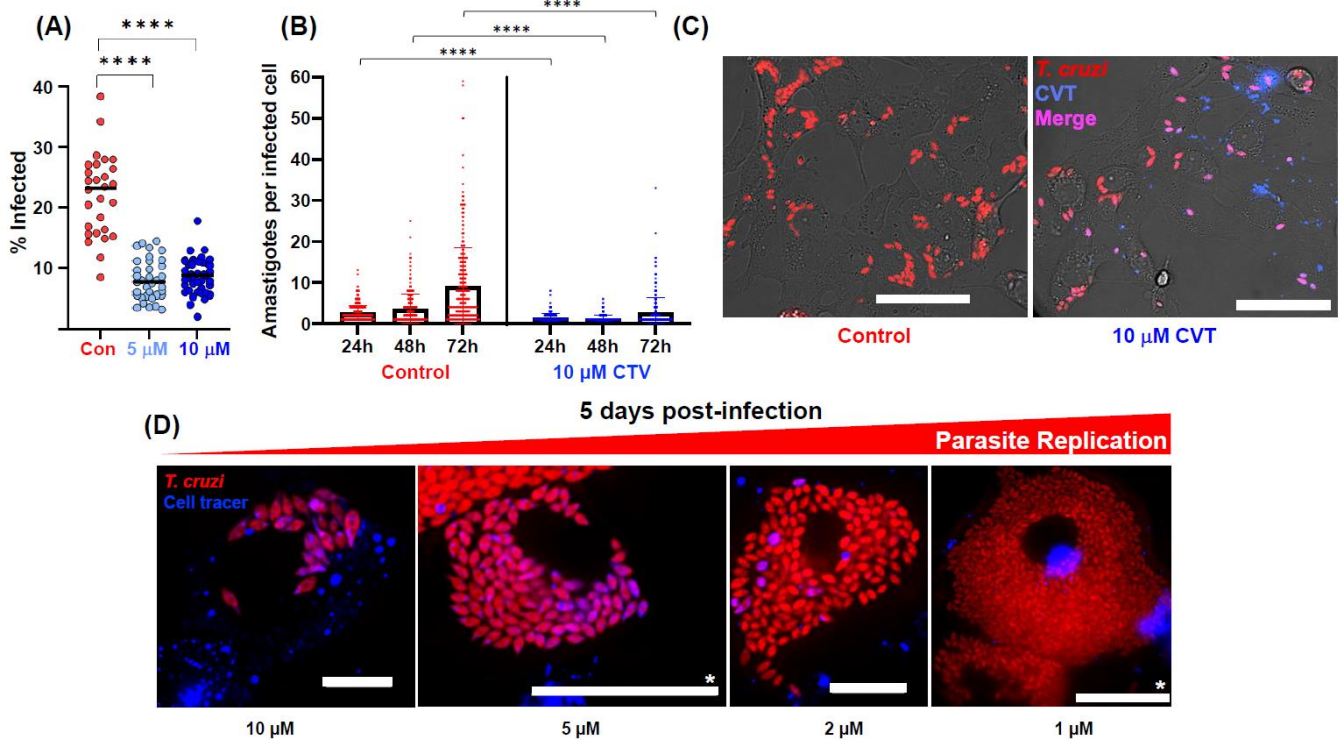 (A)
****
****
% Infected
40
30
20
10
Con 5 μM 10 μM
(B)
****
****
****
Amastigotes per infected cell
60
50
40
30
20
10
0
24h 48h 72h 24h 48h 72h
Control 10 μM CTV
(C)
T. cruzi
CVT
Merge
Control 10 μM CVT
5 days post-infection
(D)
Parasite Replication
T. cruzi
Cell tracer
* *
10 μM 5 μM 2 μM 1 μM